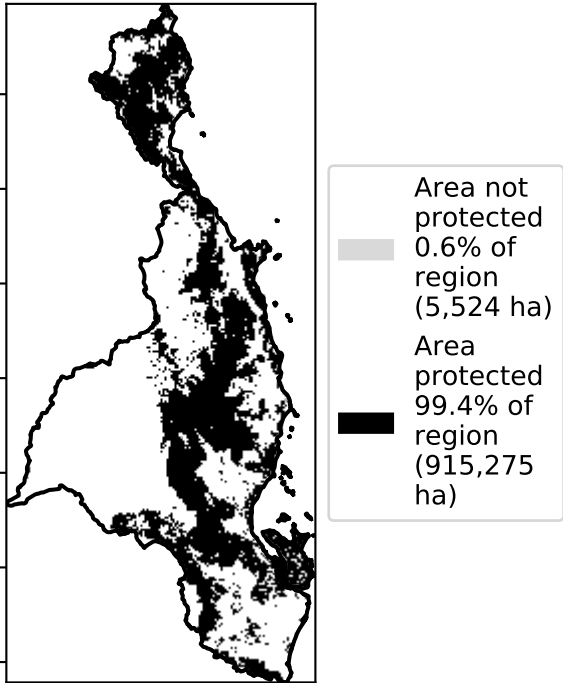 Area not
protected
0.6% of
region
(5,524 ha)
Area
protected
99.4% of
region
(915,275
ha)